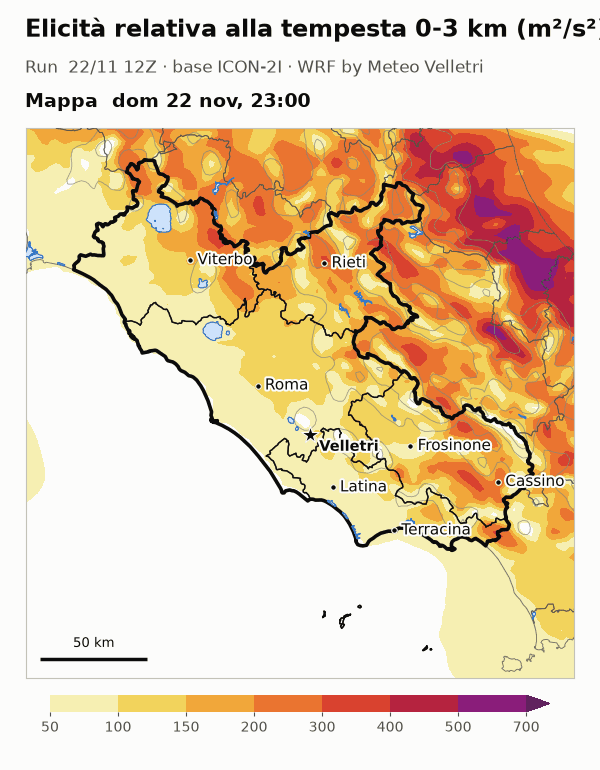 Elicità relativa alla tempesta 0-3 km (m²/s²)
Run 22/11 12Z · base ICON-2I · WRF by Meteo Velletri
Mappa dom 22 nov, 23:00
Viterbo
Rieti
Roma
Velletri
Frosinone
Cassino
Latina
Terracina
50 km
50 100 150 200 300 400 500 700